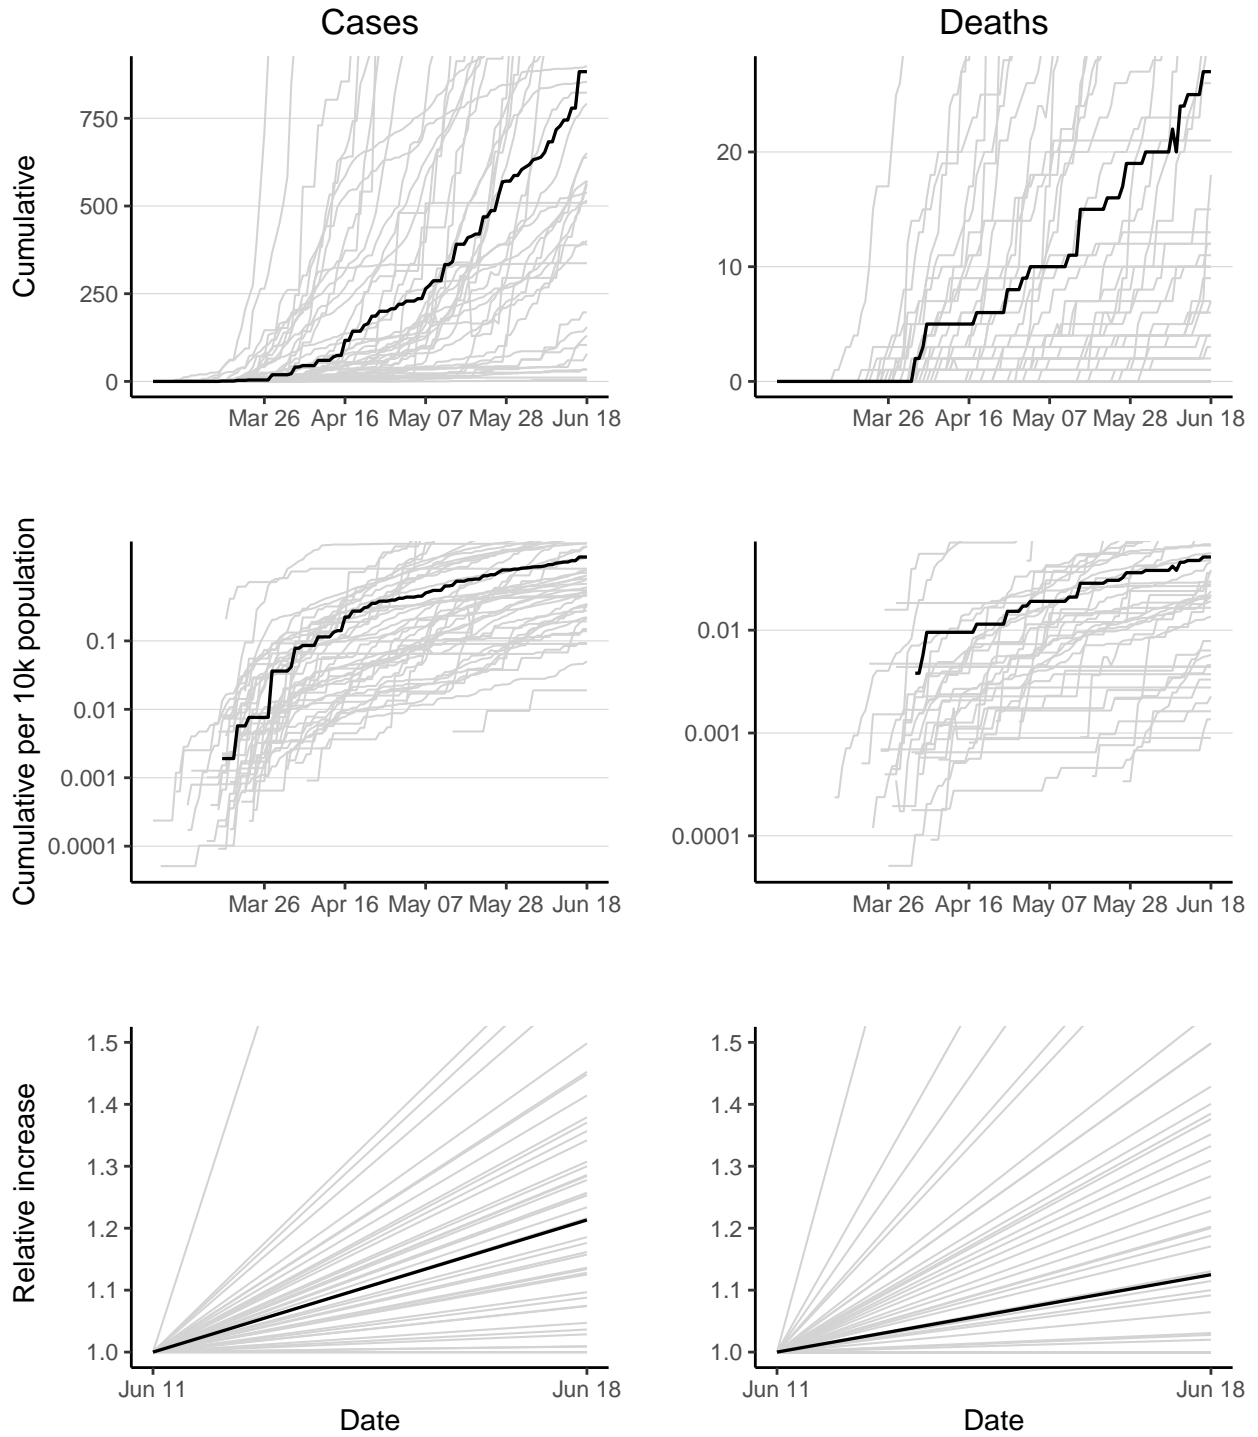 Cases
Deaths
Cumulative
750
500
250
0
Mar 26 Apr 16 May 07 May 28 Jun 18
20
10
0
Mar 26 Apr 16 May 07 May 28 Jun 18
Cumulative per 10k population
0.1
0.01
0.001
0.0001
Mar 26 Apr 16 May 07 May 28 Jun 18
0.01
0.001
0.0001
Mar 26 Apr 16 May 07 May 28 Jun 18
Relative increase
1.5
1.4
1.3
1.2
1.1
1.0
Jun 11 Jun 18
Date
1.5
1.4
1.3
1.2
1.1
1.0
Jun 11 Jun 18
Date